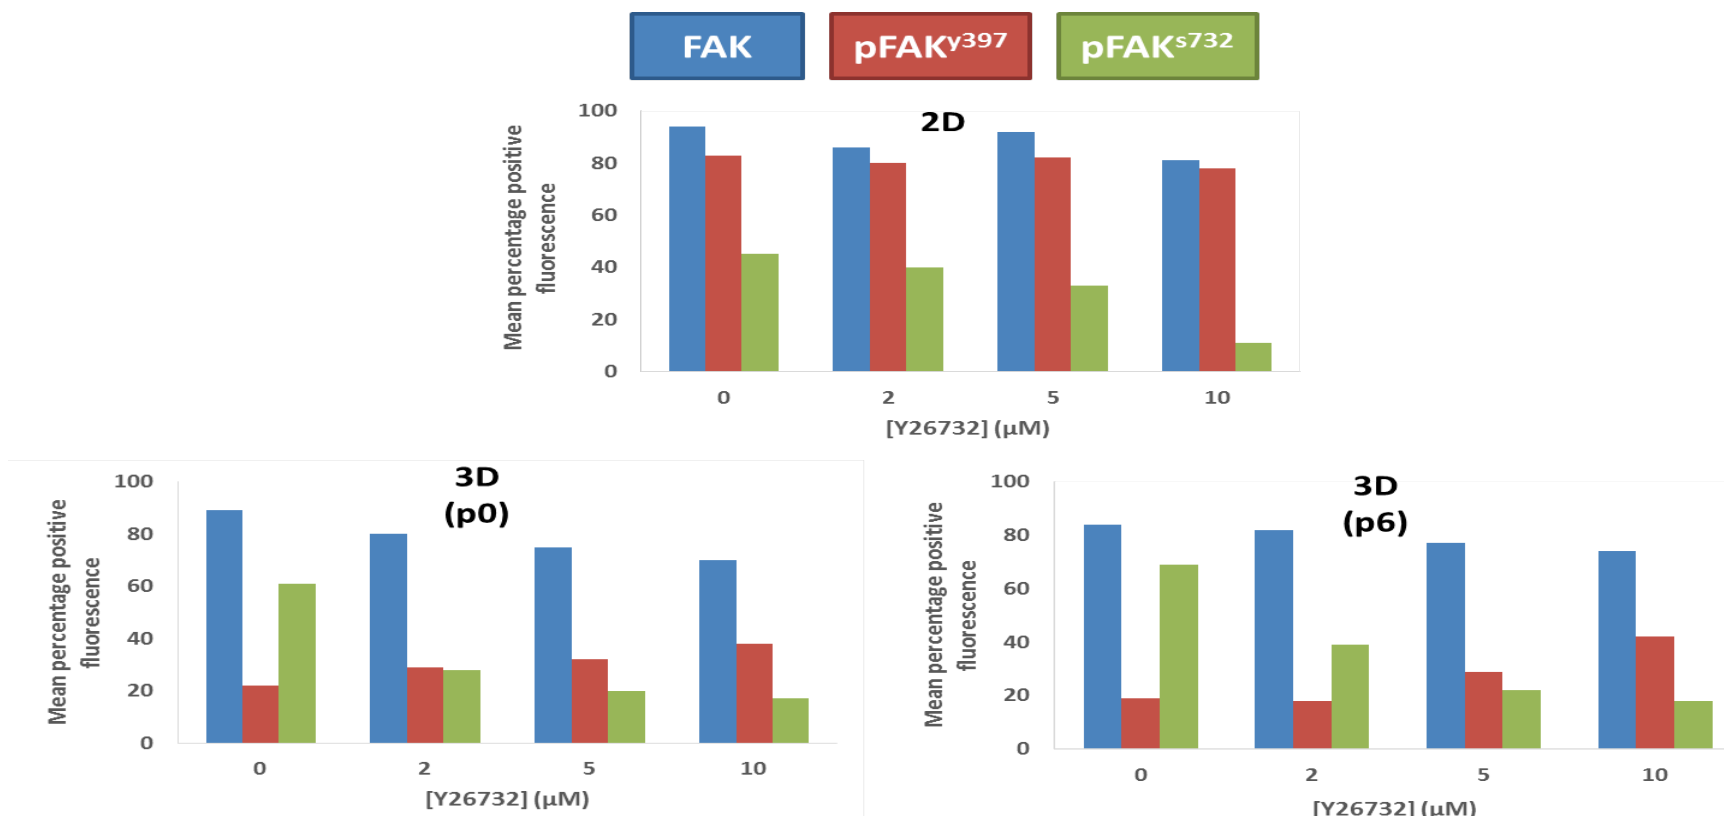 FAK pFAKy397 pFAKs732
2D
Mean percentage positive
fluorescence
100
80
60
40
20
0
0 2 5 10
[Y26732] (μM)
3D
(p0)
Mean percentage positive
fluorescence
100
80
60
40
20
0
0 2 5 10
[Y26732] (μM)
3D
(p6)
Mean percentage positive
fluorescence
100
80
60
40
20
0
0 2 5 10
[Y26732] (μM)